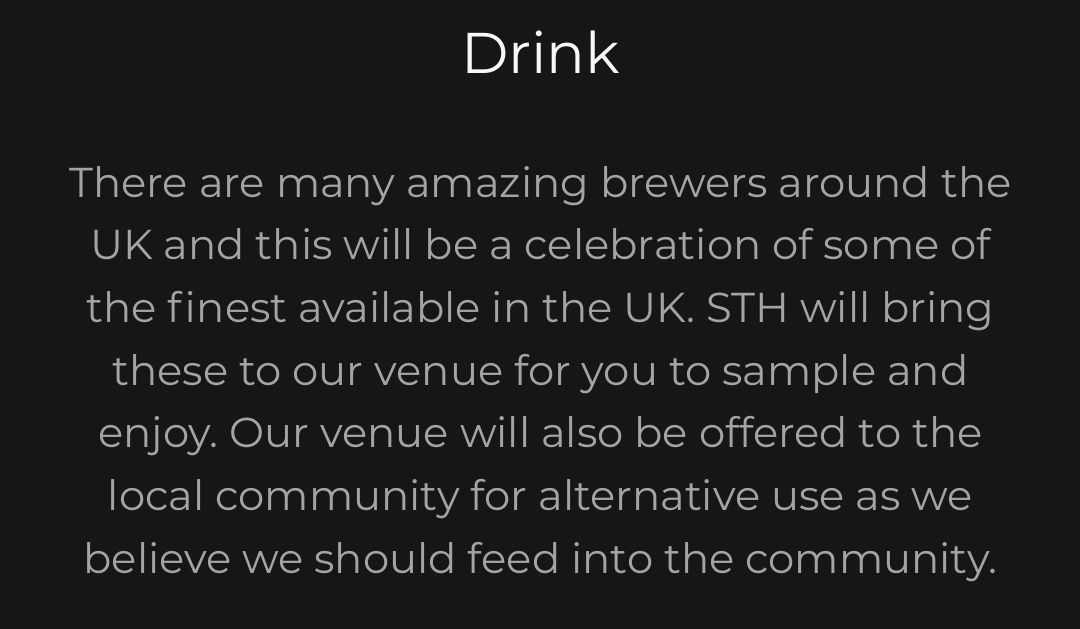 Drink
There are many amazing brewers around the
UK and this will be a celebration of some of
the finest available in the UK. STH will bring
these to our venue for you to sample and
enjoy. Our venue will also be offered to the
local community for alternative use as we
believe we should feed into the community.